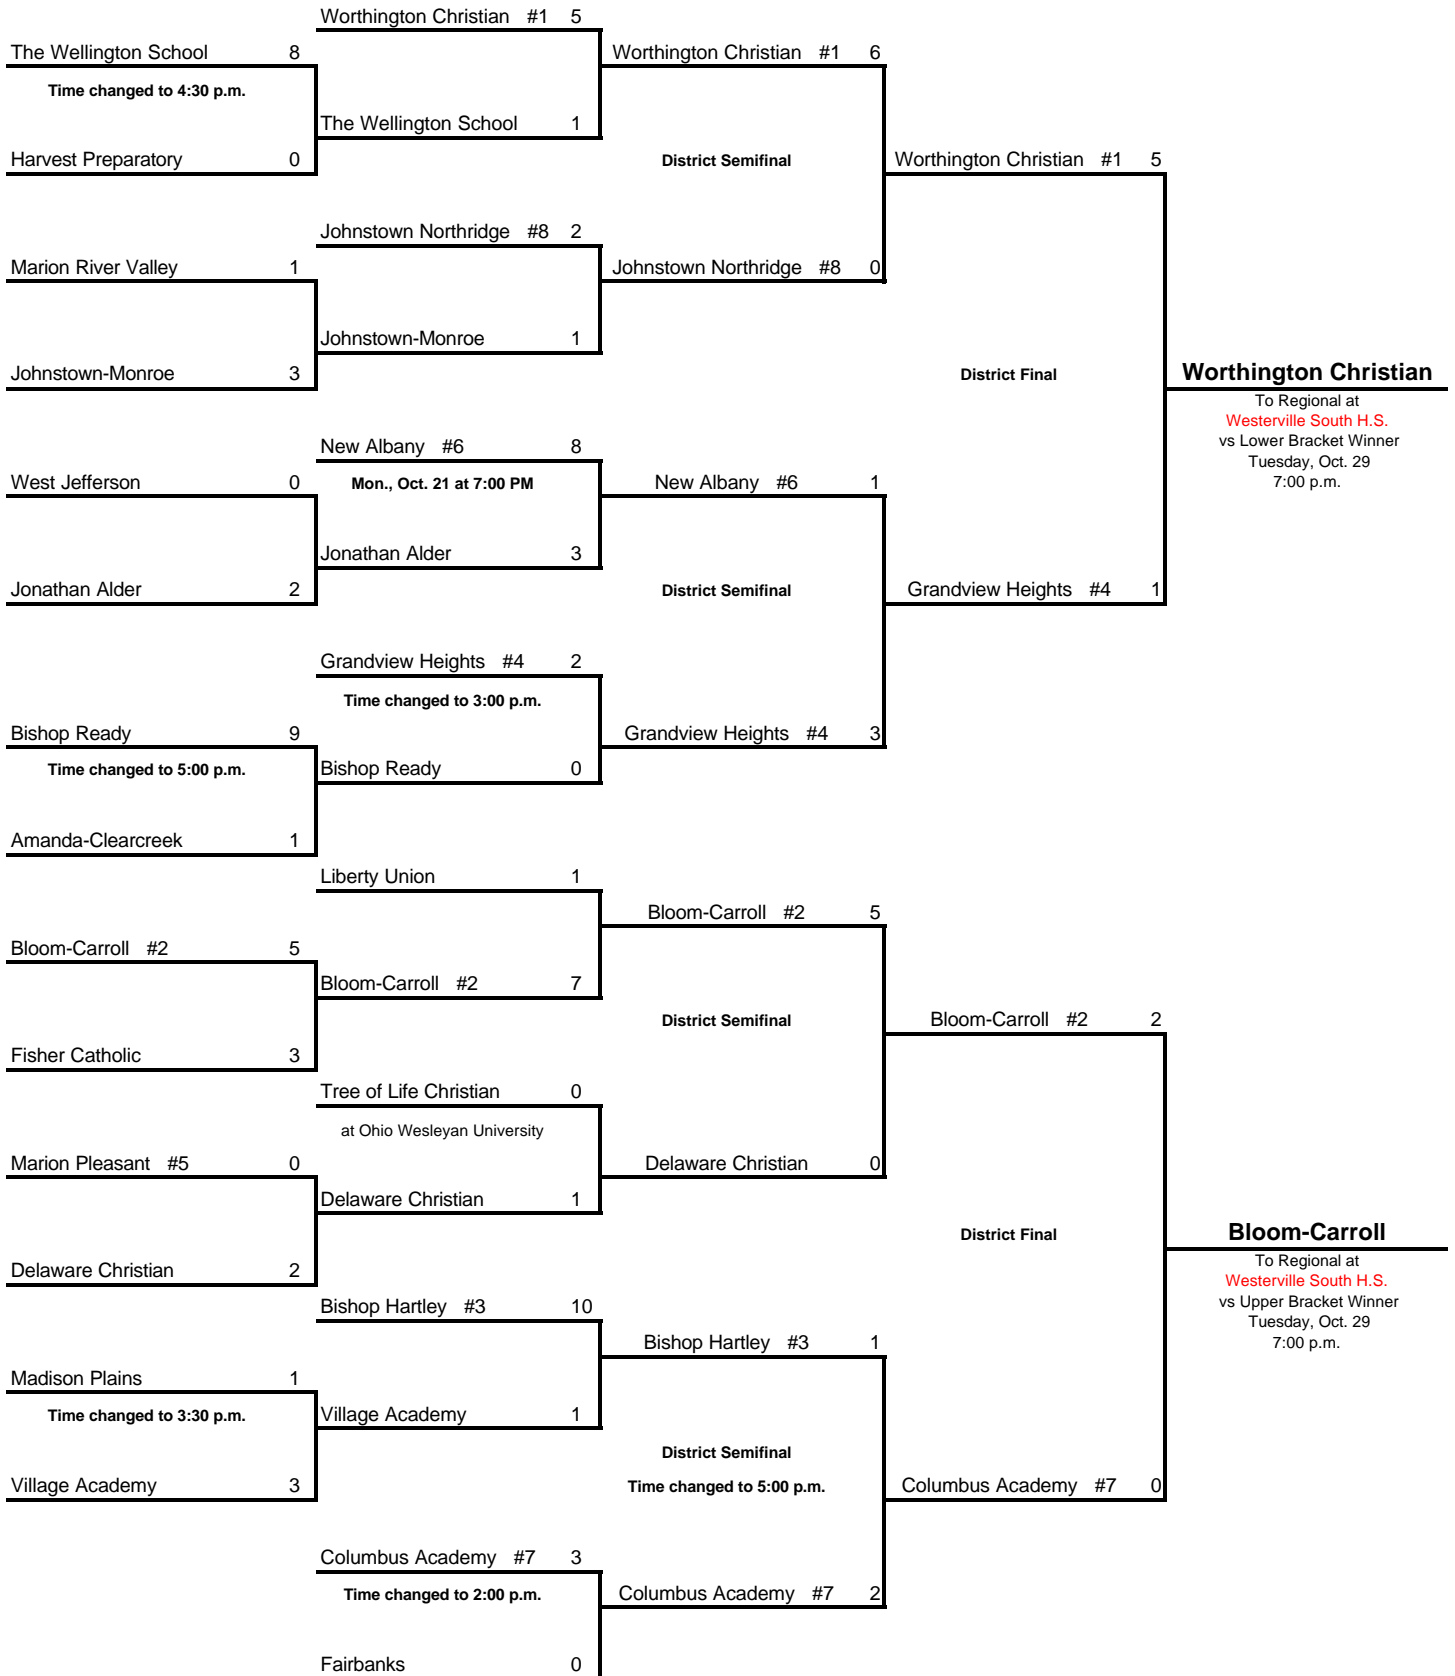 Worthington Christian #1 5
The Wellington School 8
Worthington Christian #1 6
Time changed to 4:30 p.m.
The Wellington School 1
Harvest Preparatory 0
District Semifinal
Worthington Christian #1 5
Johnstown Northridge #8 2
Marion River Valley 1
Johnstown Northridge #8 0
Johnstown-Monroe 1
Johnstown-Monroe 3
District Final
Worthington Christian
To Regional at
Westerville South H.S.
vs Lower Bracket Winner
Tuesday, Oct. 29
7:00 p.m.
New Albany #6 8
West Jefferson 0
Mon., Oct. 21 at 7:00 PM
New Albany #6 1
Jonathan Alder 3
Jonathan Alder 2
District Semifinal
Grandview Heights #4 1
Grandview Heights #4 2
Time changed to 3:00 p.m.
Bishop Ready 9
Grandview Heights #4 3
Time changed to 5:00 p.m.
Bishop Ready 0
Amanda-Clearcreek 1
Liberty Union 1
Bloom-Carroll #2 5
Bloom-Carroll #2 5
Bloom-Carroll #2 7
District Semifinal
Bloom-Carroll #2 2
Fisher Catholic 3
Tree of Life Christian 0
at Ohio Wesleyan University
Marion Pleasant #5 0
Delaware Christian 0
Delaware Christian 1
District Final
Bloom-Carroll
To Regional at
Westerville South H.S.
vs Upper Bracket Winner
Tuesday, Oct. 29
7:00 p.m.
Delaware Christian 2
Bishop Hartley #3 10
Bishop Hartley #3 1
Madison Plains 1
Time changed to 3:30 p.m.
Village Academy 1
District Semifinal
Village Academy 3
Time changed to 5:00 p.m.
Columbus Academy #7 0
Columbus Academy #7 3
Time changed to 2:00 p.m.
Columbus Academy #7 2
Fairbanks 0